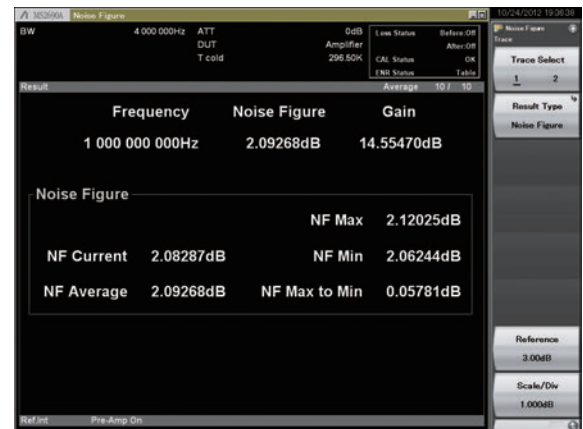 MS2690A Noise Figure
10/24/2012 19:36:39
BW 4 000 000Hz ATT 0dB
DUT Amplifier
T cold 296.50K
Loss Status Before:Off
After:Off
CAL Status OK
ENR Status Table
Result Average 10 / 10
Frequency Noise Figure Gain
1 000 000 000Hz 2.09268dB 14.55470dB
Noise Figure
NF Max 2.12025dB
NF Current 2.08287dB NF Min 2.06244dB
NF Average 2.09268dB NF Max to Min 0.05781dB
Ref.Int Pre-Amp On
Noise Figure
Trace
Trace Select
1 2
Result Type
Noise Figure
Reference
3.00dB
Scale/Div
1.000dB